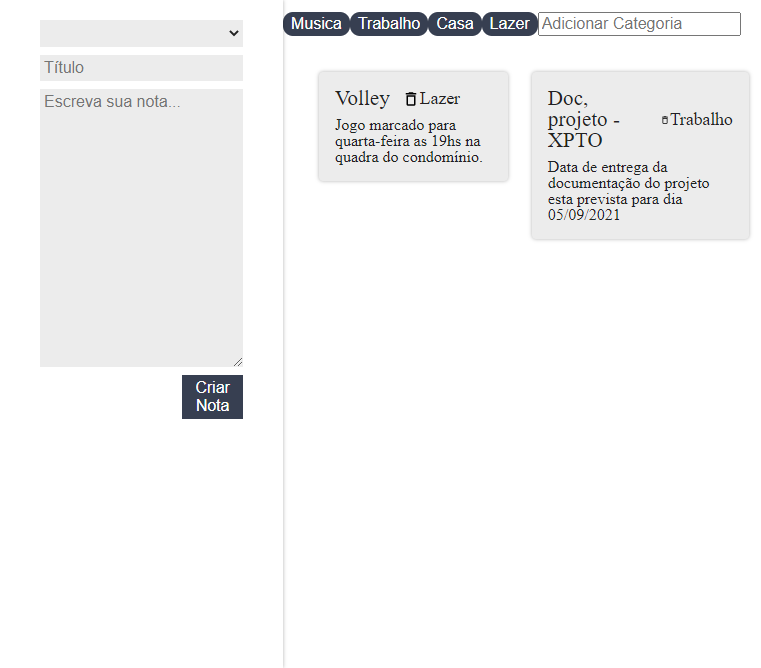 Título
Escreva sua nota...
Criar
Nota
Musica Trabalho Casa Lazer Adicionar Categoria
Volley Lazer
Jogo marcado para
quarta-feira as 19hs na
quadra do condomínio.
Doc,
projeto -
XPTO
Trabalho
Data de entrega da
documentação do projeto
esta prevista para dia
05/09/2021